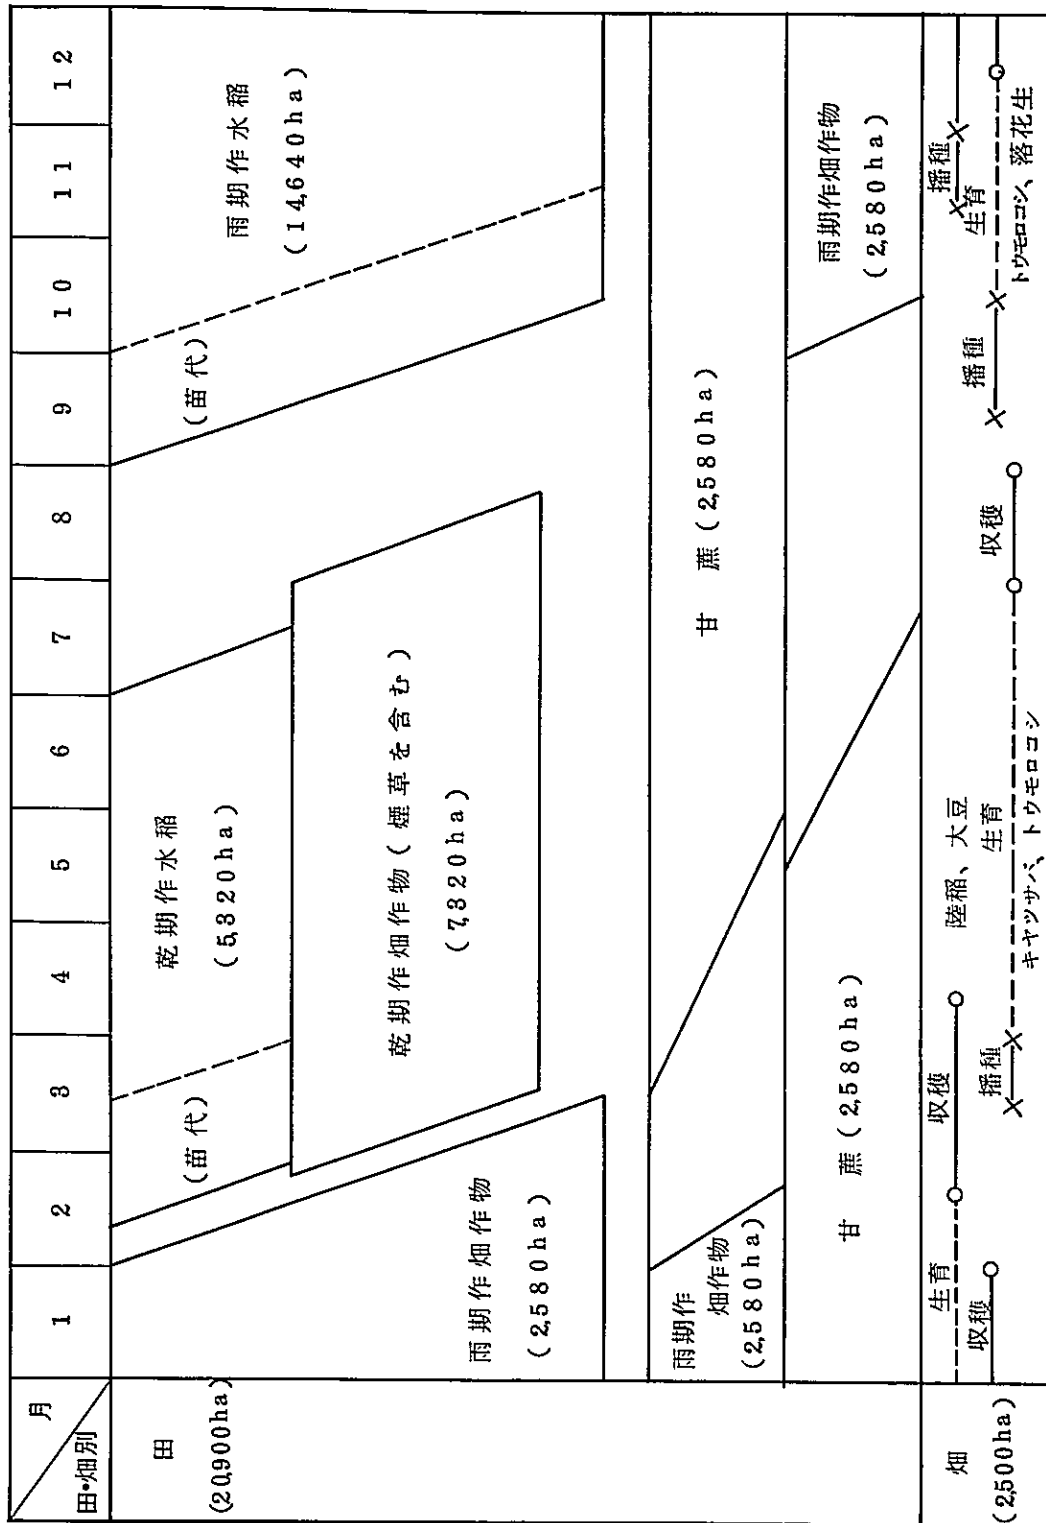 月
田・畑別
1
2
3
4
5
6
7
8
9
10
11
12
田
(20,900ha)
雨期作畑作物
(2,580ha)
(苗代)
乾期作水稲
(5,820ha)
乾期作畑作物(煙草を含む)
(7,820ha)
(苗代)
雨期作水稲
(14,640ha)
雨期作
畑作物
(2,580ha)
甘 蔗(2,580ha)
甘 蔗(2,580ha)
雨期作畑作物
(2,580ha)
畑
(2,500ha)
生育
収穫
収穫
播種
陸稲、大豆
生育
キヤツサバ、トウモロコシ
収穫
播種
播種
生育
トウモロコシ、落花生